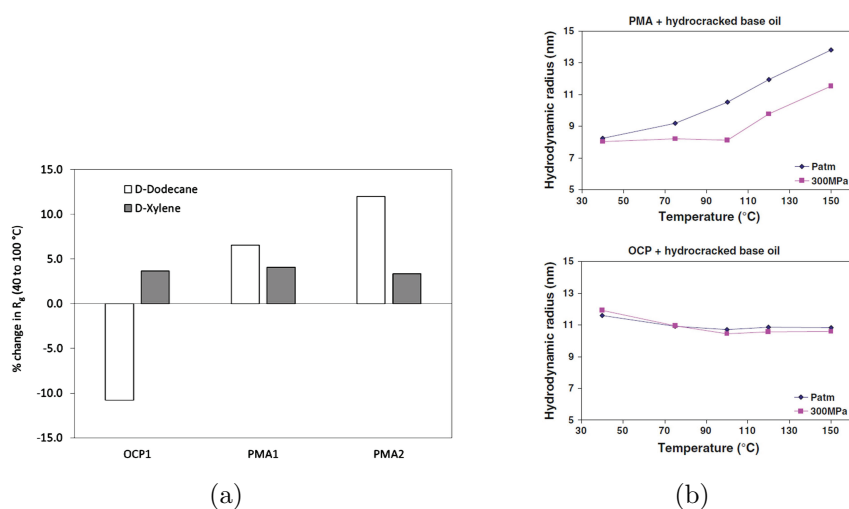 15.0
10.0
5.0
0.0
-5.0
-10.0
-15.0
% change in Rg (40 to 100 °C)
D-Dodecane
D-Xylene
OCP1 PMA1 PMA2
(a)
PMA + hydrocracked base oil
Hydrodynamic radius (nm)
15
13
11
9
7
5
Patm
300MPa
30 50 70 90 110 130 150
Temperature (°C)
OCP + hydrocracked base oil
Hydrodynamic radius (nm)
15
13
11
9
7
5
Patm
300MPa
30 50 70 90 110 130 150
Temperature (°C)
(b)